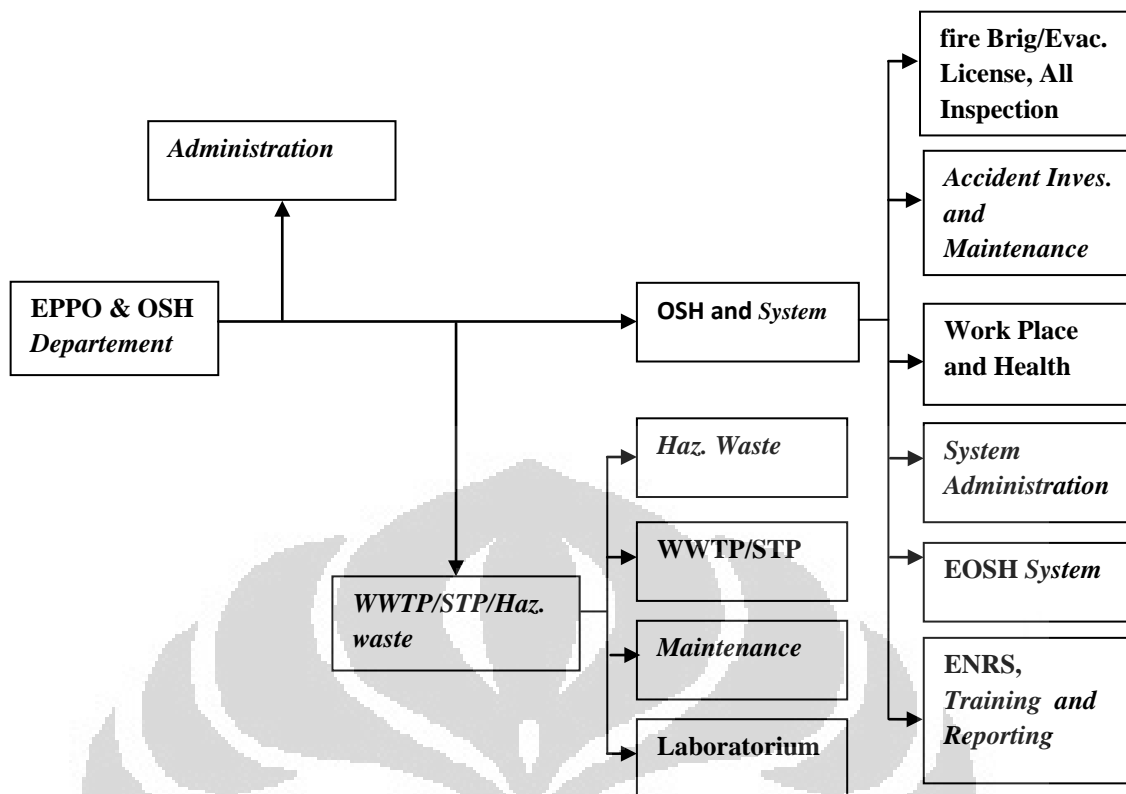 fire Brig/Evac.
License, All
Inspection
Administration
Accident Inves.
and
Maintenance
EPPO & OSH
Departement
OSH and System
Work Place
and Health
Haz. Waste
System
Administration
WWTP/STP
EOSH System
WWTP/STP/Haz.
waste
Maintenance
ENRS,
Training and
Reporting
Laboratorium